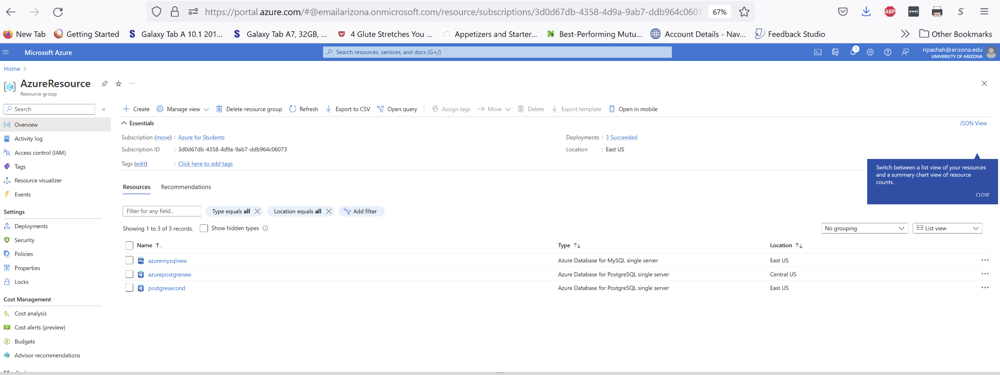 https://portal.azure.com/#@emailarizona.onmicrosoft.com/resource/subscriptions/3d0d67db-4358-4d9a-9ab7-ddb964c0607 67% ABP PDF S
New Tab Getting Started S Galaxy Tab A 10.1 201... S Galaxy Tab A7, 32GB, ... 4 Glute Stretches You ... Appetizers and Starter... N Best-Performing Mutu... Account Details - Nav... Feedback Studio Other Bookmarks
Microsoft Azure Search resources, services, and docs (G+/) 1 ripashah@arizona.edu
UNIVERSITY OF ARIZONA
Home >
AzureResource ...
Resource group
Search «
Create Manage view Delete resource group Refresh Export to CSV Open query Assign tags Move Delete Export template Open in mobile
Overview
Activity log
Access control (IAM)
Tags
Resource visualizer
Events
Settings
Deployments
Security
Policies
Properties
Locks
Cost Management
Cost analysis
Cost alerts (preview)
Budgets
Advisor recommendations
Essentials JSON View
Subscription (move) : Azure for Students Deployments : 3 Succeeded
Subscription ID : 3d0d67db-4358-4d9a-9ab7-ddb964c06073 Location : East US
Tags (edit) : Click here to add tags
Switch between a list view of your resources
and a summary chart view of resource
counts.
CLOSE
Resources Recommendations
Filter for any field... Type equals all Location equals all Add filter
Showing 1 to 3 of 3 records. Show hidden types No grouping List view
Name Type Location
azuremysqlnew Azure Database for MySQL single server East US ...
azurepostgrenew Azure Database for PostgreSQL single server Central US ...
postgresecond Azure Database for PostgreSQL single server East US ...